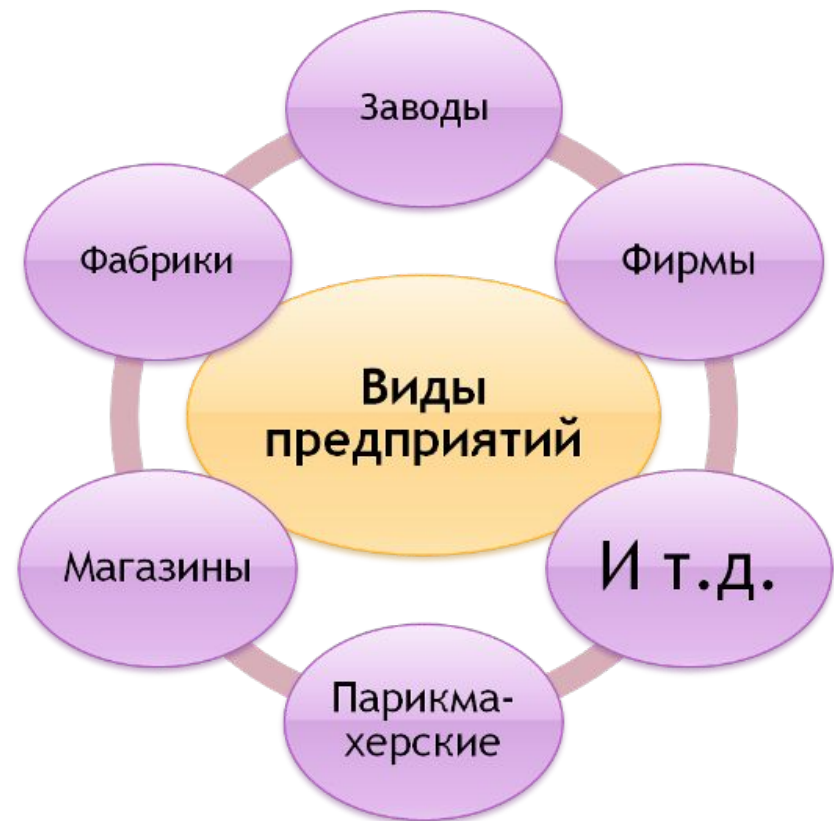 Заводы
Фабрики
Фирмы
Виды
предприятий
Магазины
И т.д.
Парикма-
херские